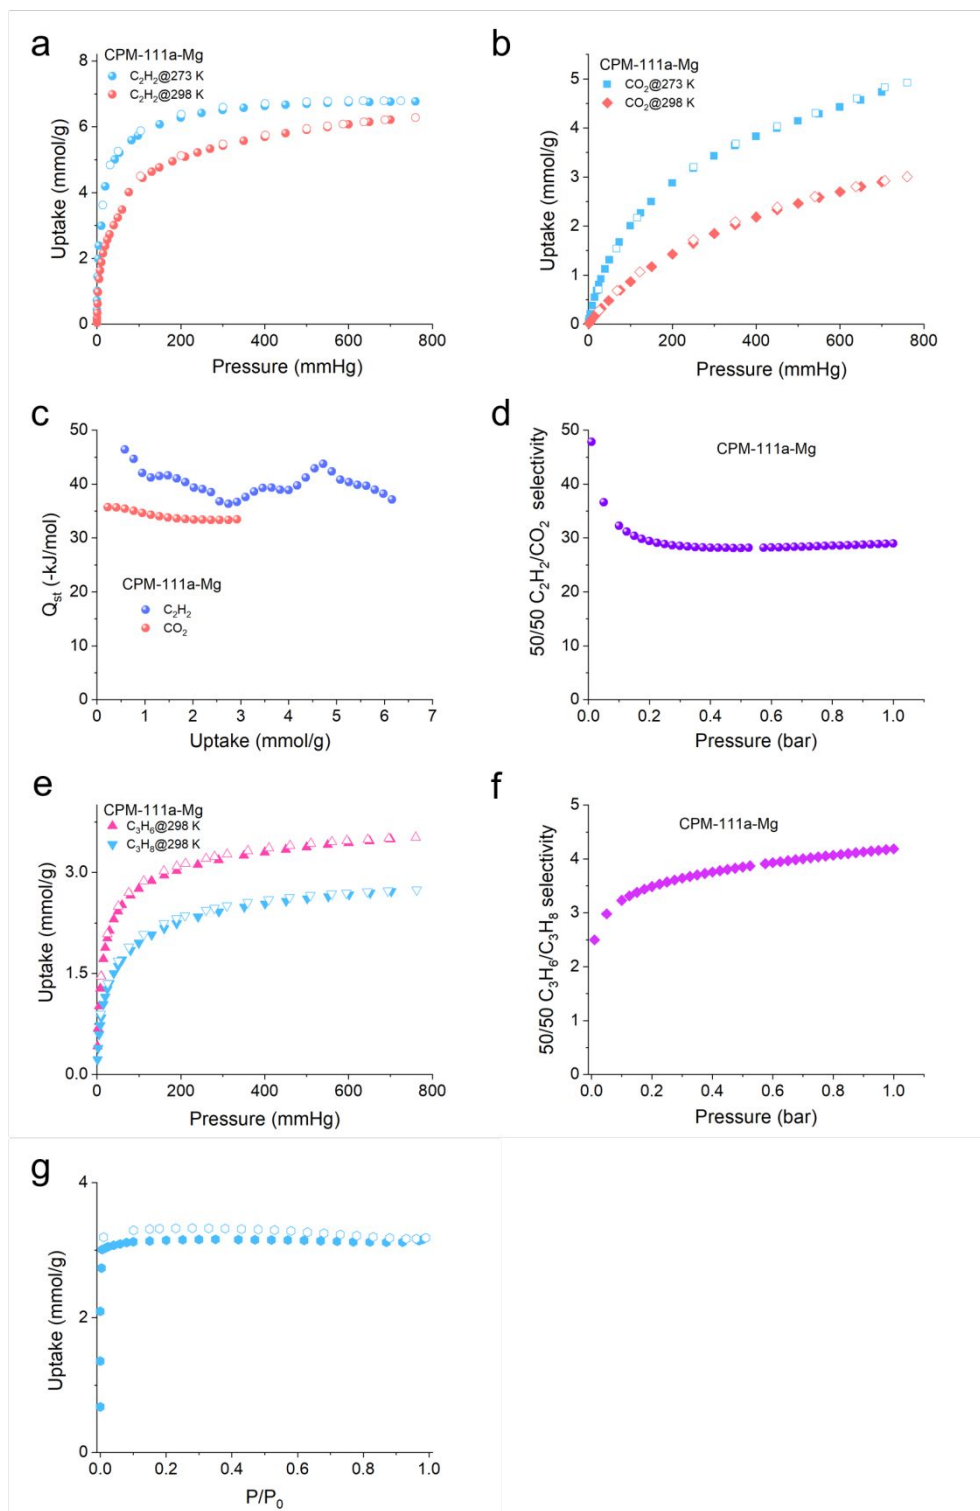 a
CPM-111a-Mg
C₂H₂@273 K
C₂H₂@298 K
8
6
4
2
0
Uptake (mmol/g)
0 200 400 600 800
Pressure (mmHg)
b
CPM-111a-Mg
CO₂@273 K
CO₂@298 K
5
4
3
2
1
0
Uptake (mmol/g)
0 200 400 600 800
Pressure (mmHg)
c
50
40
30
20
10
0
Qst (-kJ/mol)
CPM-111a-Mg
C₂H₂
CO₂
0 1 2 3 4 5 6 7
Uptake (mmol/g)
d
CPM-111a-Mg
50
40
30
20
10
0
50/50 C₂H₂/CO₂ selectivity
0.0 0.2 0.4 0.6 0.8 1.0
Pressure (bar)
e
CPM-111a-Mg
C₃H₆@298 K
C₃H₈@298 K
3.0
1.5
0.0
Uptake (mmol/g)
0 200 400 600 800
Pressure (mmHg)
f
CPM-111a-Mg
5
4
3
2
1
0
50/50 C₃H₆/C₃H₈ selectivity
0.0 0.2 0.4 0.6 0.8 1.0
Pressure (bar)
g
4
2
0
Uptake (mmol/g)
0.0 0.2 0.4 0.6 0.8 1.0
P/P₀